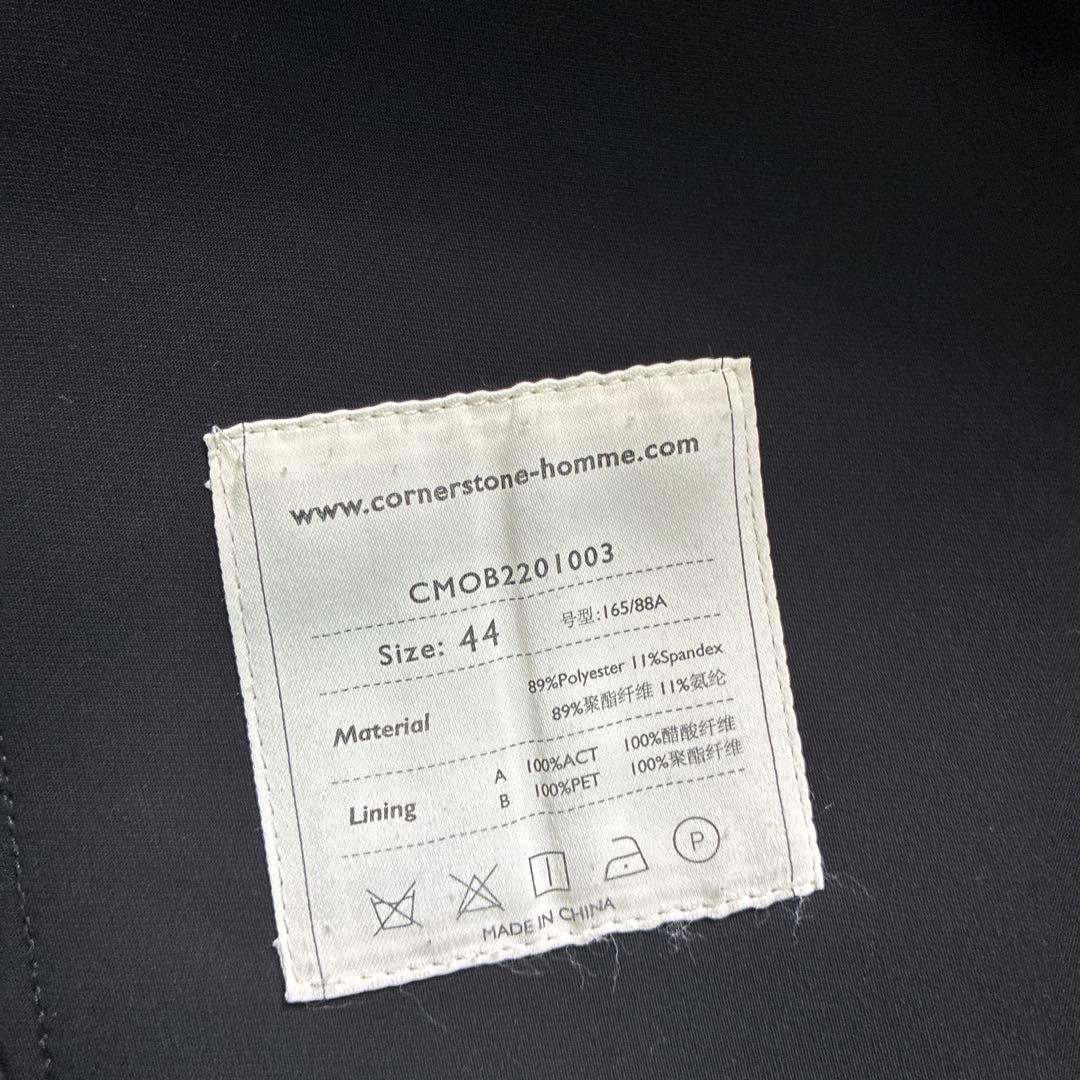 www.cornerstone-homme.com
CMOB2201003
Size: 44 号型:165/88A
89%Polyester 11%Spandex
Material 89%聚酯纤维 11%氨纶
A 100%ACT 100%醋酸纤维
Lining B 100%PET 100%聚酯纤维
P
MADE IN CHINA